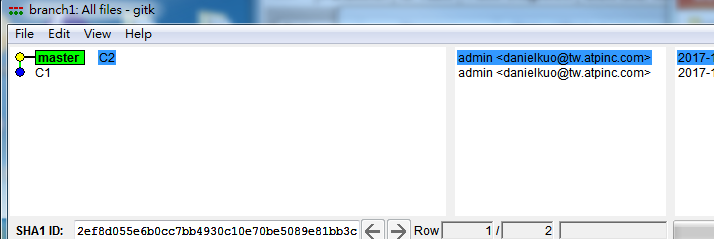 branch1: All files - gitk
File Edit View Help
master C2 admin <danielkuo@tw.atpinc.com> 2017-1
C1 admin <danielkuo@tw.atpinc.com> 2017-1
SHA1 ID: 2ef8d055e6b0cc7bb4930c10e70be5089e81bb3c Row 1 / 2